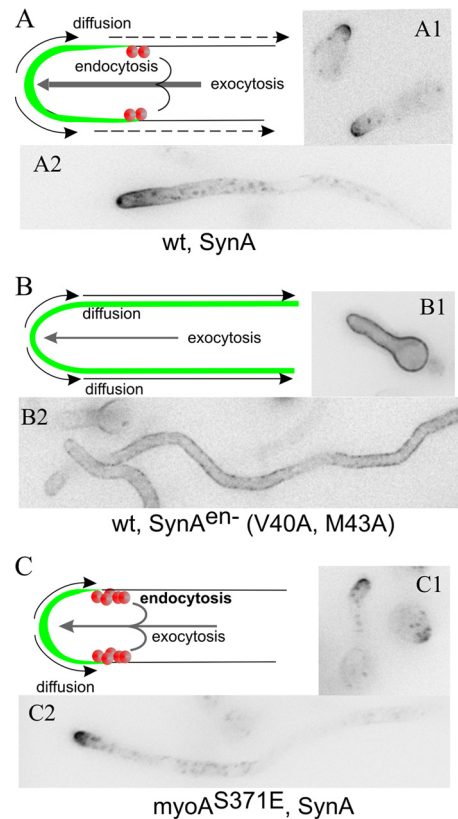 A
diffusion
endocytosis
exocytosis
A1
A2
wt, SynA
B
diffusion
exocytosis
diffusion
B1
B2
wt, SynAen- (V40A, M43A)
C
endocytosis
exocytosis
diffusion
C1
C2
myoAS371E, SynA